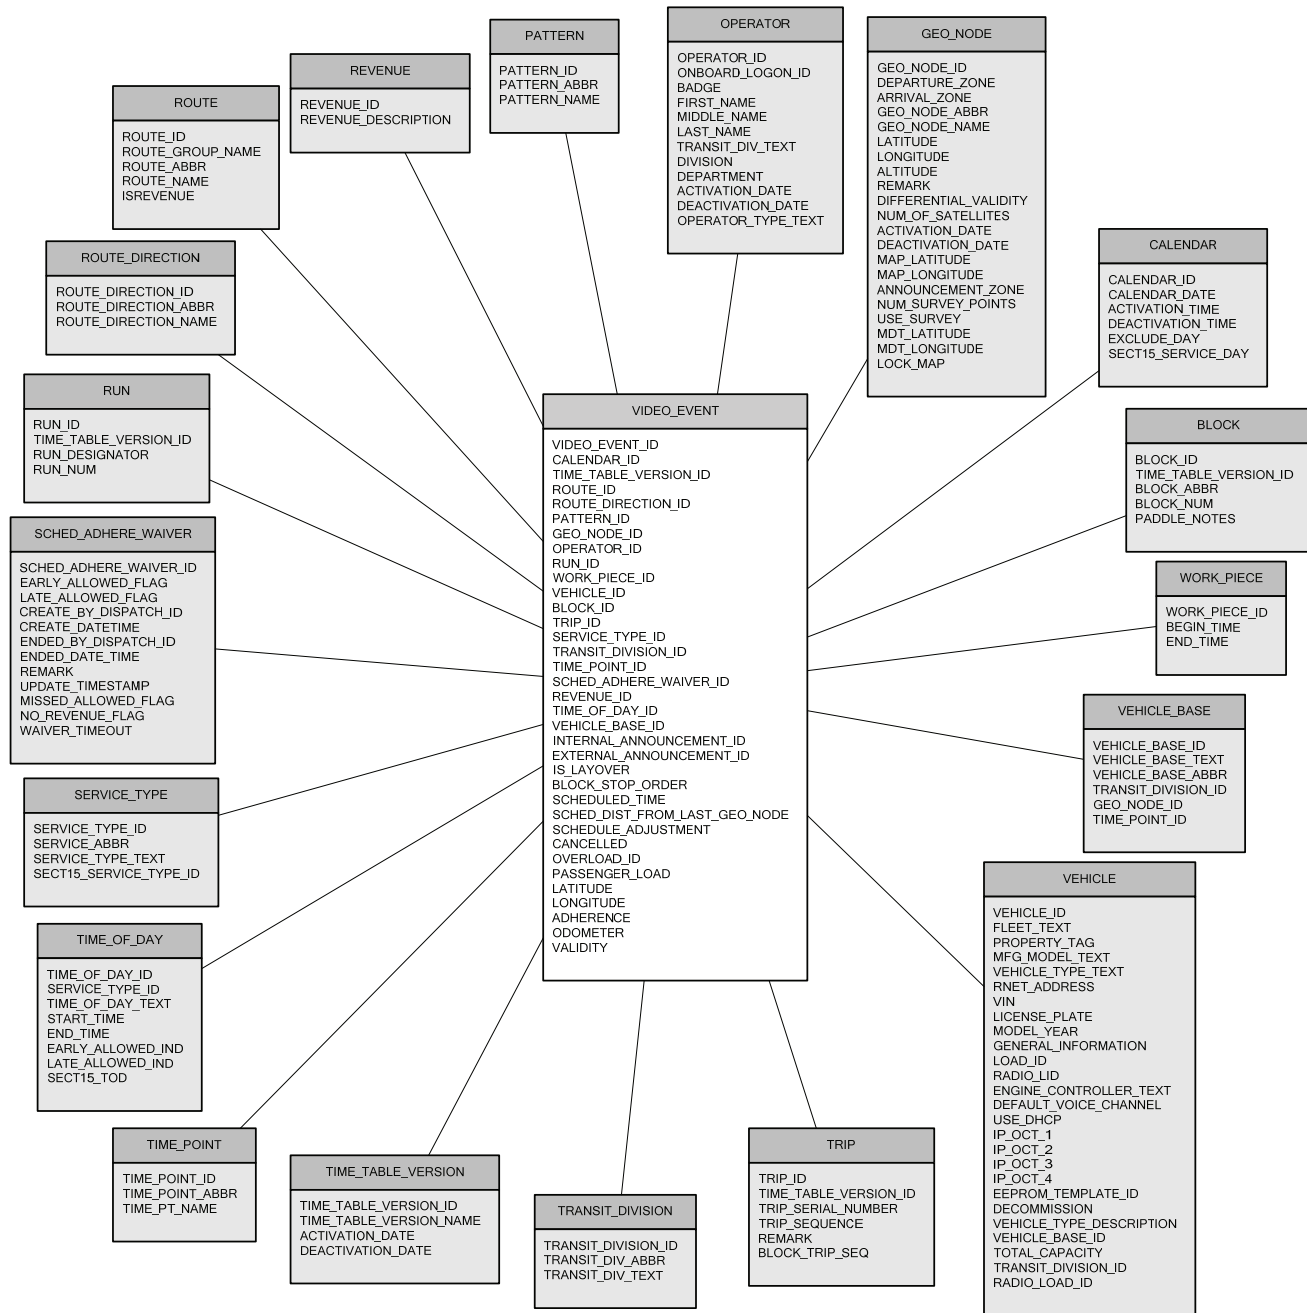 PATTERN
PATTERN_ID
PATTERN_ABBR
PATTERN_NAME
OPERATOR
OPERATOR_ID
ONBOARD_LOGON_ID
BADGE
FIRST_NAME
MIDDLE_NAME
LAST_NAME
TRANSIT_DIV_TEXT
DIVISION
DEPARTMENT
ACTIVATION_DATE
DEACTIVATION_DATE
OPERATOR_TYPE_TEXT
GEO_NODE
GEO_NODE_ID
DEPARTURE_ZONE
ARRIVAL_ZONE
GEO_NODE_ABBR
GEO_NODE_NAME
LATITUDE
LONGITUDE
ALTITUDE
REMARK
DIFFERENTIAL_VALIDITY
NUM_OF_SATELLITES
ACTIVATION_DATE
DEACTIVATION_DATE
MAP_LATITUDE
MAP_LONGITUDE
ANNOUNCEMENT_ZONE
NUM_SURVEY_POINTS
USE_SURVEY
MDT_LATITUDE
MDT_LONGITUDE
LOCK_MAP
REVENUE
REVENUE_ID
REVENUE_DESCRIPTION
ROUTE
ROUTE_ID
ROUTE_GROUP_NAME
ROUTE_ABBR
ROUTE_NAME
ISREVENUE
ROUTE_DIRECTION
ROUTE_DIRECTION_ID
ROUTE_DIRECTION_ABBR
ROUTE_DIRECTION_NAME
CALENDAR
CALENDAR_ID
CALENDAR_DATE
ACTIVATION_TIME
DEACTIVATION_TIME
EXCLUDE_DAY
SECT15_SERVICE_DAY
RUN
RUN_ID
TIME_TABLE_VERSION_ID
RUN_DESIGNATOR
RUN_NUM
VIDEO_EVENT
VIDEO_EVENT_ID
CALENDAR_ID
TIME_TABLE_VERSION_ID
ROUTE_ID
ROUTE_DIRECTION_ID
PATTERN_ID
GEO_NODE_ID
OPERATOR_ID
RUN_ID
WORK_PIECE_ID
VEHICLE_ID
BLOCK_ID
TRIP_ID
SERVICE_TYPE_ID
TRANSIT_DIVISION_ID
TIME_POINT_ID
SCHED_ADHERE_WAIVER_ID
REVENUE_ID
TIME_OF_DAY_ID
VEHICLE_BASE_ID
INTERNAL_ANNOUNCEMENT_ID
EXTERNAL_ANNOUNCEMENT_ID
IS_LAYOVER
BLOCK_STOP_ORDER
SCHEDULED_TIME
SCHED_DIST_FROM_LAST_GEO_NODE
SCHEDULE_ADJUSTMENT
CANCELLED
OVERLOAD_ID
PASSENGER_LOAD
LATITUDE
LONGITUDE
ADHERENCE
ODOMETER
VALIDITY
BLOCK
BLOCK_ID
TIME_TABLE_VERSION_ID
BLOCK_ABBR
BLOCK_NUM
PADDLE_NOTES
SCHED_ADHERE_WAIVER
SCHED_ADHERE_WAIVER_ID
EARLY_ALLOWED_FLAG
LATE_ALLOWED_FLAG
CREATE_BY_DISPATCH_ID
CREATE_DATETIME
ENDED_BY_DISPATCH_ID
ENDED_DATE_TIME
REMARK
UPDATE_TIMESTAMP
MISSED_ALLOWED_FLAG
NO_REVENUE_FLAG
WAIVER_TIMEOUT
WORK_PIECE
WORK_PIECE_ID
BEGIN_TIME
END_TIME
VEHICLE_BASE
VEHICLE_BASE_ID
VEHICLE_BASE_TEXT
VEHICLE_BASE_ABBR
TRANSIT_DIVISION_ID
GEO_NODE_ID
TIME_POINT_ID
SERVICE_TYPE
SERVICE_TYPE_ID
SERVICE_ABBR
SERVICE_TYPE_TEXT
SECT15_SERVICE_TYPE_ID
VEHICLE
VEHICLE_ID
FLEET_TEXT
PROPERTY_TAG
MFG_MODEL_TEXT
VEHICLE_TYPE_TEXT
RNET_ADDRESS
VIN
LICENSE_PLATE
MODEL_YEAR
GENERAL_INFORMATION
LOAD_ID
RADIO_LID
ENGINE_CONTROLLER_TEXT
DEFAULT_VOICE_CHANNEL
USE_DHCP
IP_OCT_1
IP_OCT_2
IP_OCT_3
IP_OCT_4
EEPROM_TEMPLATE_ID
DECOMMISSION
VEHICLE_TYPE_DESCRIPTION
VEHICLE_BASE_ID
TOTAL_CAPACITY
TRANSIT_DIVISION_ID
RADIO_LOAD_ID
TIME_OF_DAY
TIME_OF_DAY_ID
SERVICE_TYPE_ID
TIME_OF_DAY_TEXT
START_TIME
END_TIME
EARLY_ALLOWED_IND
LATE_ALLOWED_IND
SECT15_TOD
TIME_POINT
TIME_POINT_ID
TIME_POINT_ABBR
TIME_PT_NAME
TIME_TABLE_VERSION
TIME_TABLE_VERSION_ID
TIME_TABLE_VERSION_NAME
ACTIVATION_DATE
DEACTIVATION_DATE
TRANSIT_DIVISION
TRANSIT_DIVISION_ID
TRANSIT_DIV_ABBR
TRANSIT_DIV_TEXT
TRIP
TRIP_ID
TIME_TABLE_VERSION_ID
TRIP_SERIAL_NUMBER
TRIP_SEQUENCE
REMARK
BLOCK_TRIP_SEQ